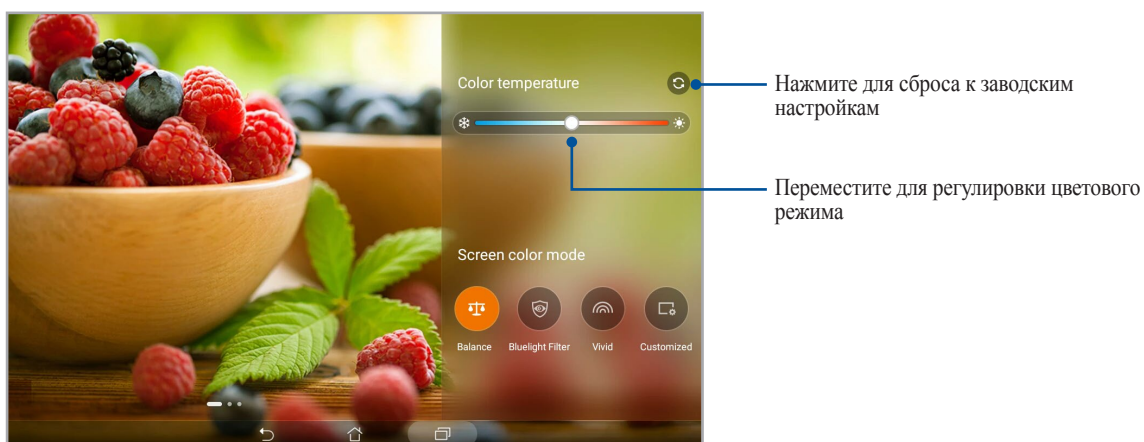 Color temperature
Нажмите для сброса к заводским
настройкам
Переместите для регулировки цветового
режима
Screen color mode
Balance
Bluelight Filter
Vivid
Customized